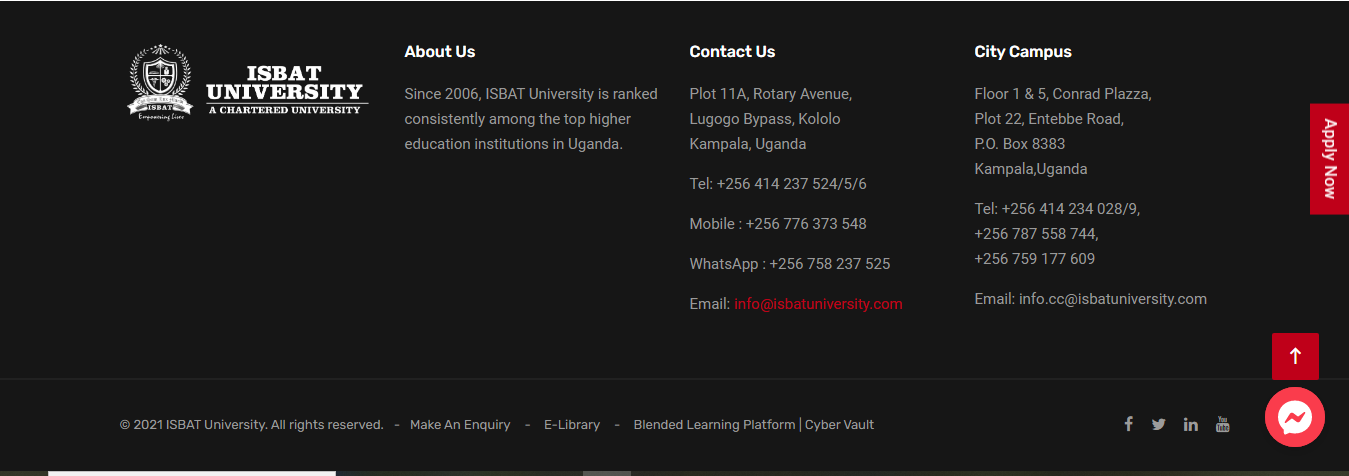 ISBAT
UNIVERSITY
A CHARTERED UNIVERSITY
ISBAT
Empowering Lives
About Us
Since 2006, ISBAT University is ranked
consistently among the top higher
education institutions in Uganda.
Contact Us
Plot 11A, Rotary Avenue,
Lugogo Bypass, Kololo
Kampala, Uganda
Tel: +256 414 237 524/5/6
Mobile : +256 776 373 548
WhatsApp : +256 758 237 525
Email: info@isbatuniversity.com
City Campus
Floor 1 & 5, Conrad Plazza,
Plot 22, Entebbe Road,
P.O. Box 8383
Kampala,Uganda
Tel: +256 414 234 028/9,
+256 787 558 744,
+256 759 177 609
Email: info.cc@isbatuniversity.com
Apply Now
© 2021 ISBAT University. All rights reserved. - Make An Enquiry - E-Library - Blended Learning Platform | Cyber Vault
You Tube